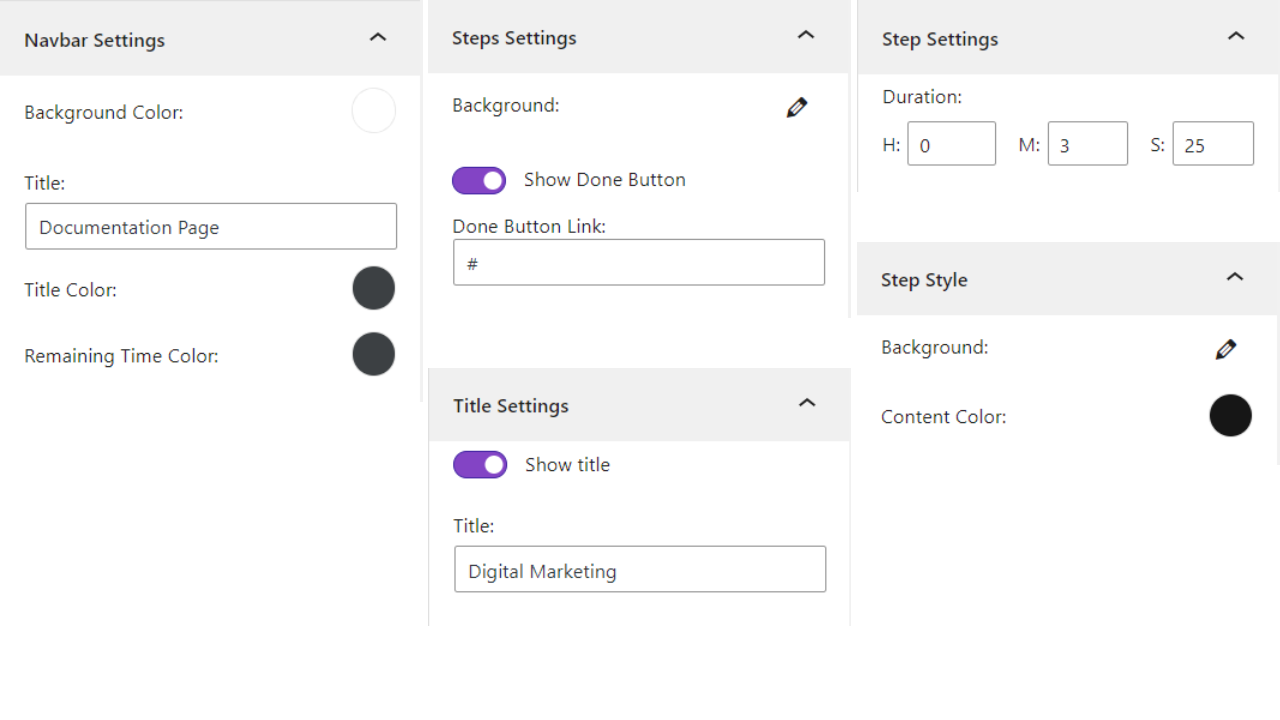 Navbar Settings
Background Color:
Title:
Documentation Page
Title Color:
Remaining Time Color:
Steps Settings
Background:
Show Done Button
Done Button Link:
#
Title Settings
Show title
Title:
Digital Marketing
Step Settings
Duration:
H: 0 M: 3 S: 25
Step Style
Background:
Content Color: